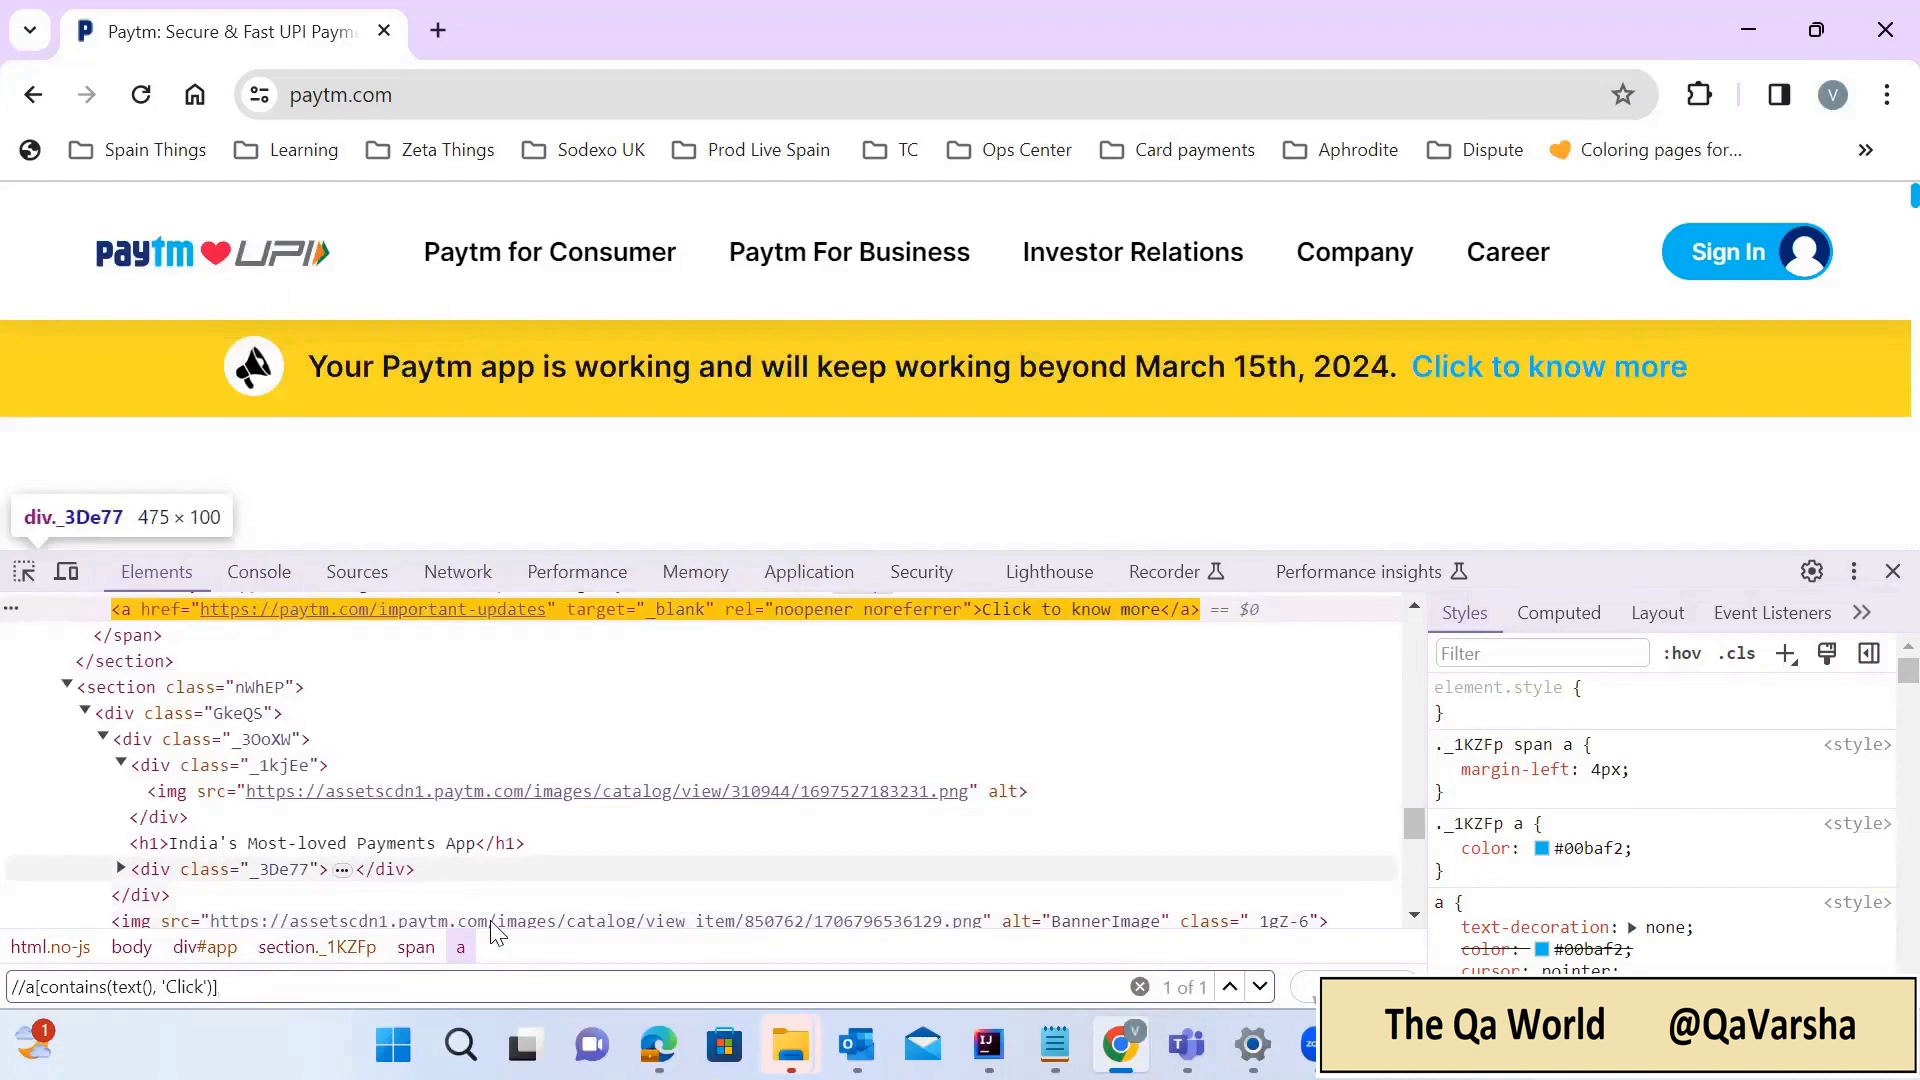 Paytm: Secure & Fast UPI Payme
paytm.com
V
Spain Things
Learning
Zeta Things
Sodexo UK
Prod Live Spain
TC
Ops Center
Card payments
Aphrodite
Dispute
Coloring pages for...
»
paytm UPI
Paytm for Consumer
Paytm For Business
Investor Relations
Company
Career
Sign In
Your Paytm app is working and will keep working beyond March 15th, 2024. Click to know more
div._3De77 475 × 100
Elements
Console
Sources
Network
Performance
Memory
Application
Security
Lighthouse
Recorder
Performance insights
<a href="https://paytm.com/important-updates" target="_blank" rel="noopener noreferrer">Click to know more</a> == $0
</span>
</section>
<section class="nWhEP">
<div class="GkeQS">
<div class="_3OoXW">
<div class="_1kjEe">
<img src="https://assetscdn1.paytm.com/images/catalog/view/310944/1697527183231.png" alt>
</div>
<h1>India's Most-loved Payments App</h1>
<div class="_3De77"> ••• </div>
</div>
<img src="https://assetscdn1.paytm.com/images/catalog/view_item/850762/1706796536129.png" alt="BannerImage" class="_1gZ-6">
html.no-js body div#app section._1KZFp span a
//a[contains(text(), 'Click')]
1 of 1
Styles
Computed
Layout
Event Listeners
»
Filter
:hov
.cls
element.style {
}
._1KZFp span a {
<style>
margin-left: 4px;
}
._1KZFp a {
<style>
color: #00baf2;
}
a {
<style>
text-decoration: none;
color: #00baf2;
cursor: pointer;
1
V
The Qa World @QaVarsha